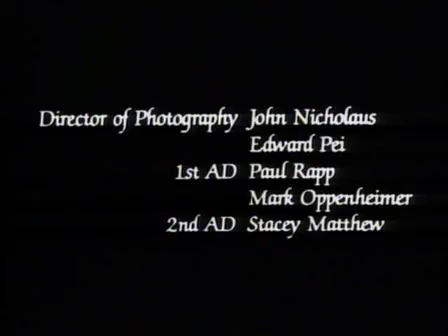 Director of Photography John Nicholaus
Edward Pei
1st AD Paul Rapp
Mark Oppenheimer
2nd AD Stacey Matthew